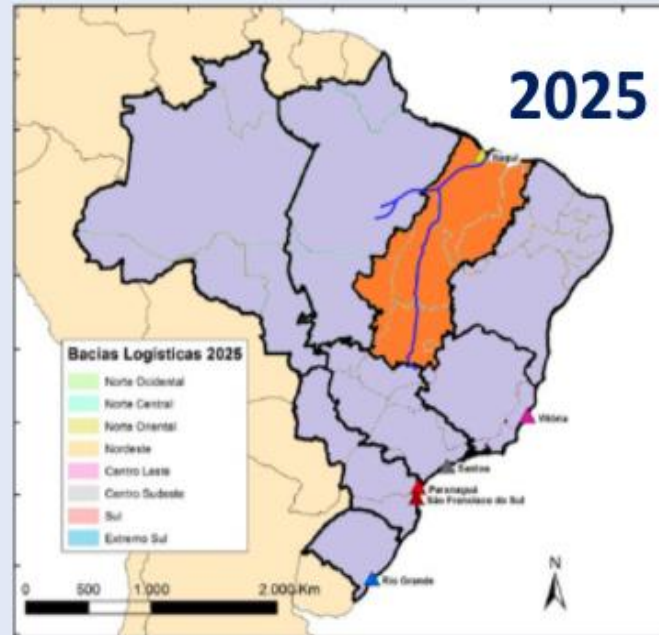 2025
Itaqui
Bacias Logísticas 2025
Norte Ocidental
Norte Central
Norte Oriental
Nordeste
Centro Leste
Centro Sudeste
Sul
Extremo Sul
Vitória
Santos
Paranaguá
São Francisco do Sul
Rio Grande
N
0 500 1.000 2.000 Km